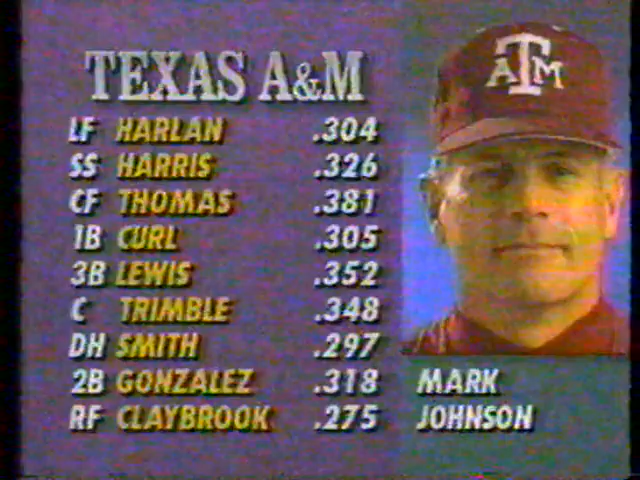 TEXAS A&M
LF HARLAN .304
SS HARRIS .326
CF THOMAS .381
1B CURL .305
3B LEWIS .352
C TRIMBLE .348
DH SMITH .297
2B GONZALEZ .318
RF CLAYBROOK .275
ATM
MARK
JOHNSON